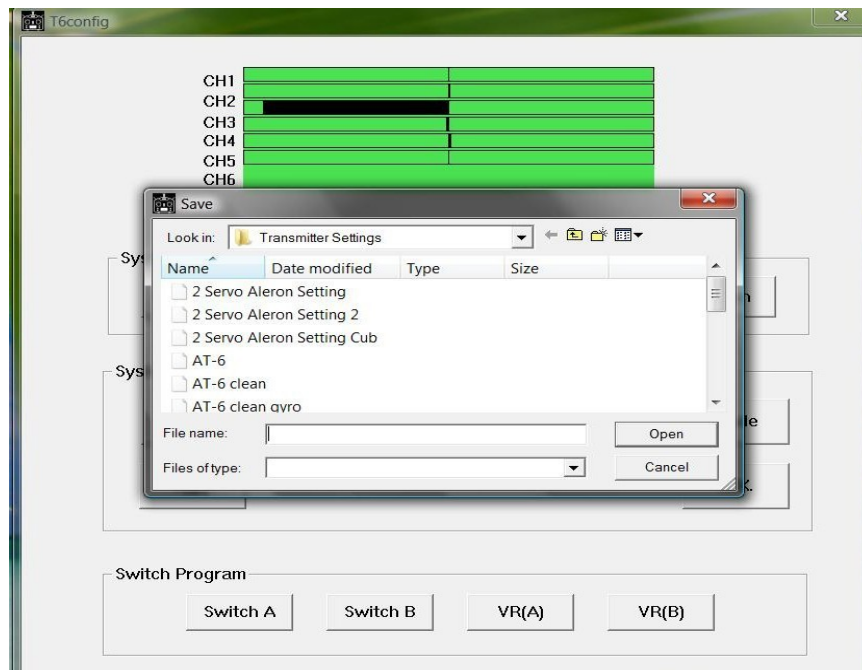 T6config
CH1
CH2
CH3
CH4
CH5
CH6
Save
Look in: Transmitter Settings
Name Date modified Type Size
2 Servo Aleron Setting
2 Servo Aleron Setting 2
2 Servo Aleron Setting Cub
AT-6
AT-6 clean
AT-6 clean gyro
File name: Open
Files of type: Cancel
Switch Program
Switch A Switch B VR(A) VR(B)